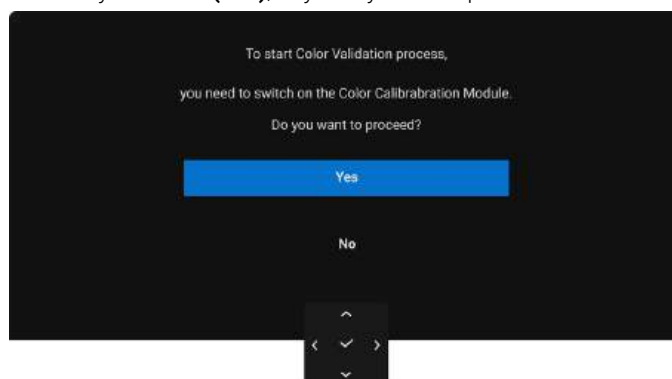 To start Color Validation process,
you need to switch on the Color Calibrabration Module.
Do you want to proceed?
Yes
No